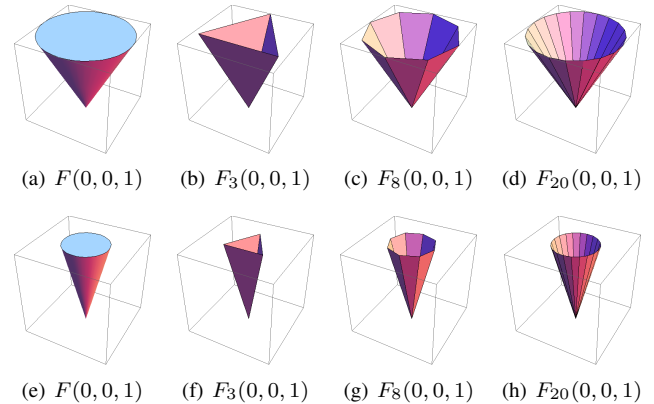 (a) F(0, 0, 1) (b) F₃(0, 0, 1) (c) F₈(0, 0, 1) (d) F₂₀(0, 0, 1)
(e) F(0, 0, 1) (f) F₃(0, 0, 1) (g) F₈(0, 0, 1) (h) F₂₀(0, 0, 1)